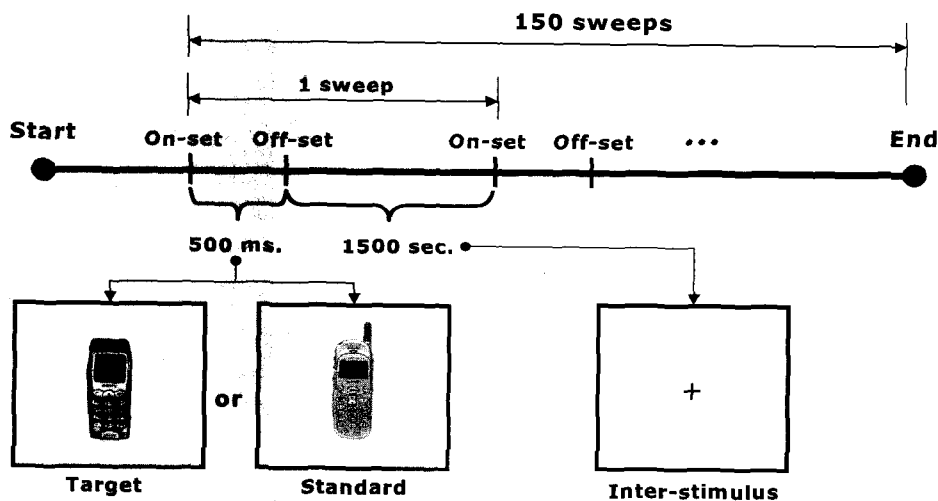 150 sweeps
1 sweep
Start
On-set Off-set On-set Off-set ... End
500 ms. 1500 sec.
or
+
Target Standard Inter-stimulus